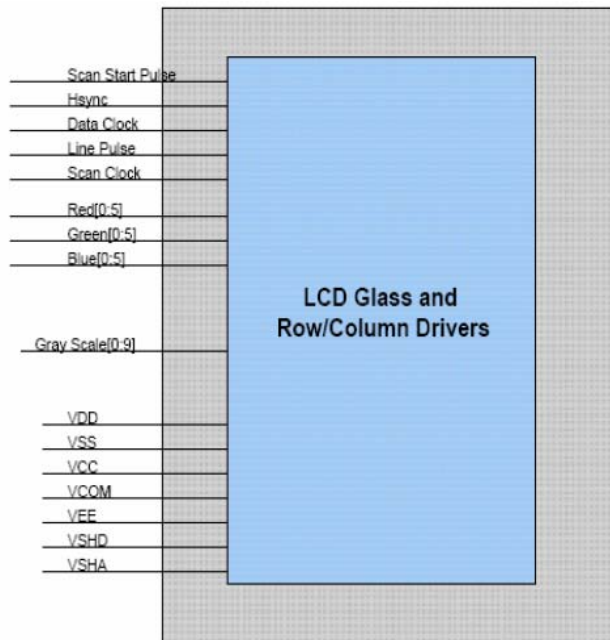 Scan Start Pulse
Hsync
Data Clock
Line Pulse
Scan Clock
Red[0:5]
Green[0:5]
Blue[0:5]
LCD Glass and
Row/Column Drivers
Gray Scale[0:9]
VDD
VSS
VCC
VCOM
VEE
VSHD
VSHA